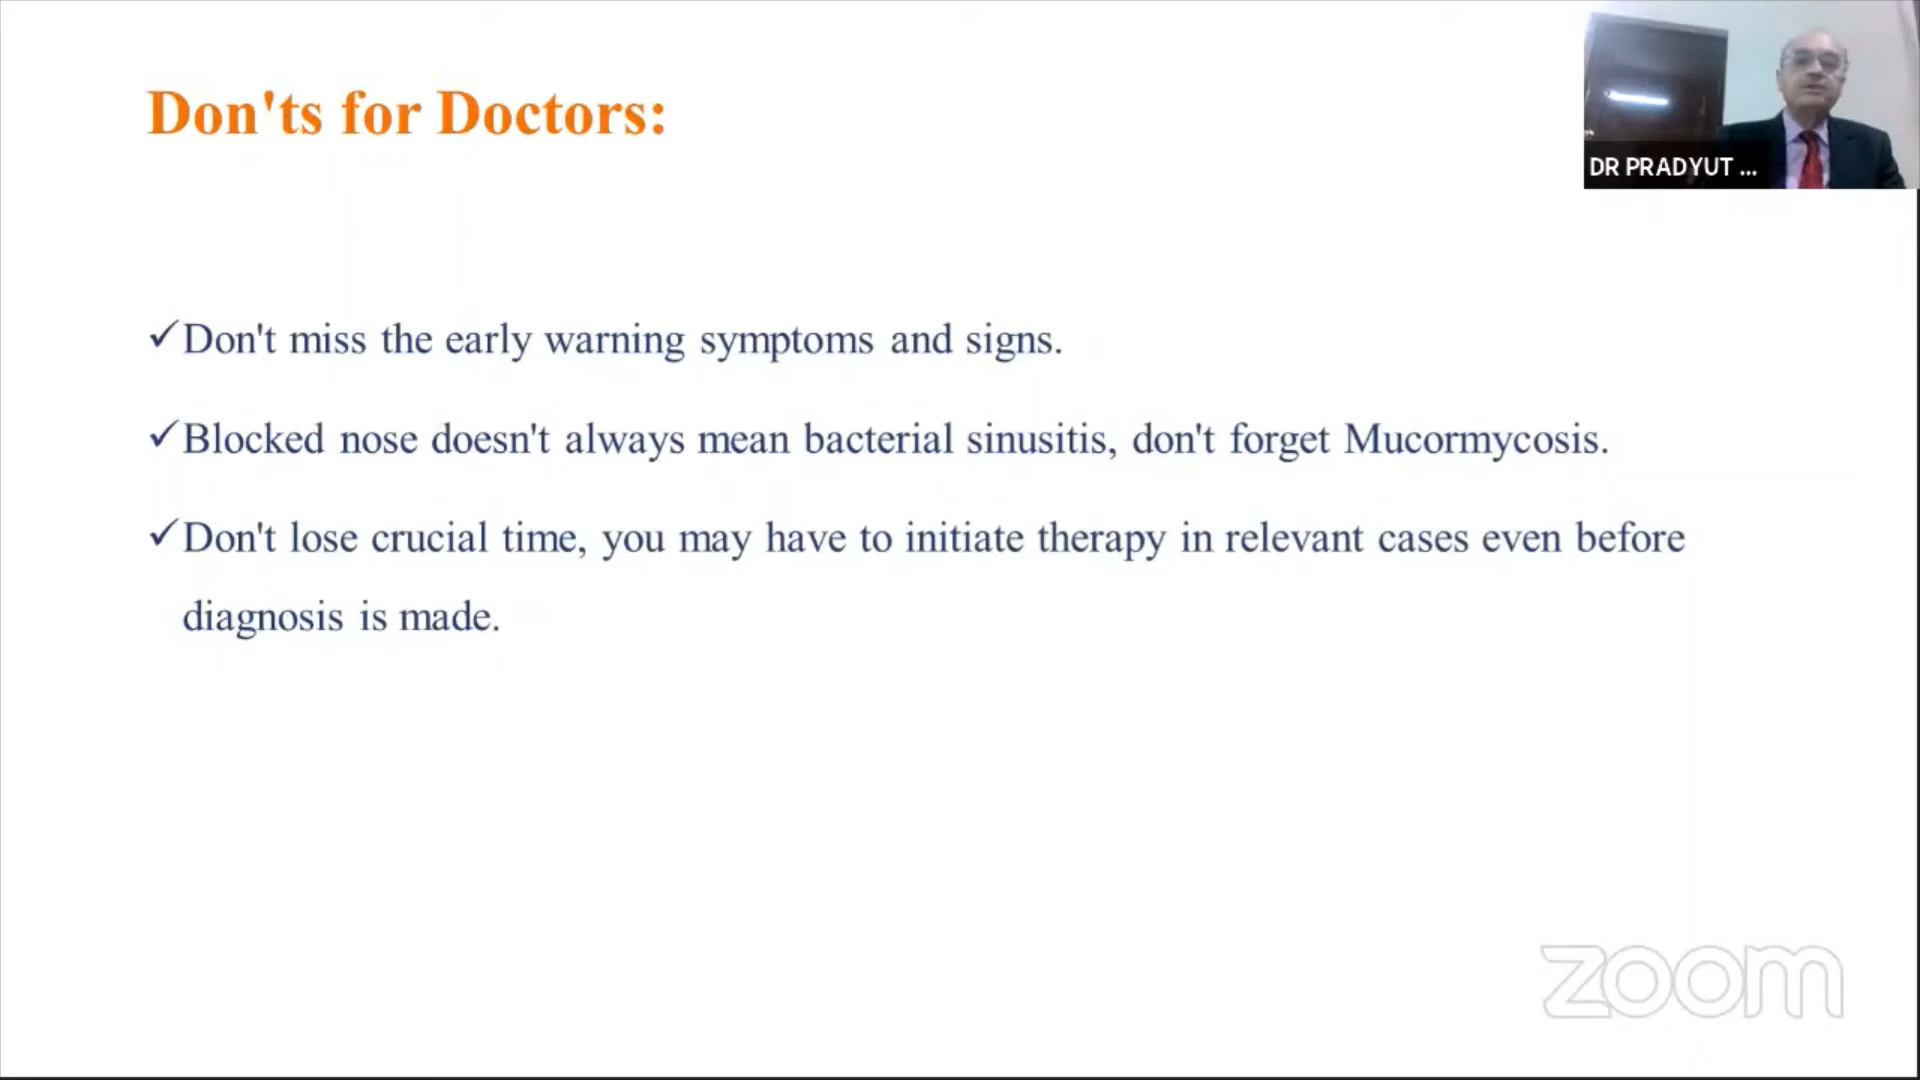 Don'ts for Doctors:
DR PRADYUT ...
✓Don't miss the early warning symptoms and signs.
✓Blocked nose doesn't always mean bacterial sinusitis, don't forget Mucormycosis.
✓Don't lose crucial time, you may have to initiate therapy in relevant cases even before
diagnosis is made.
zoom